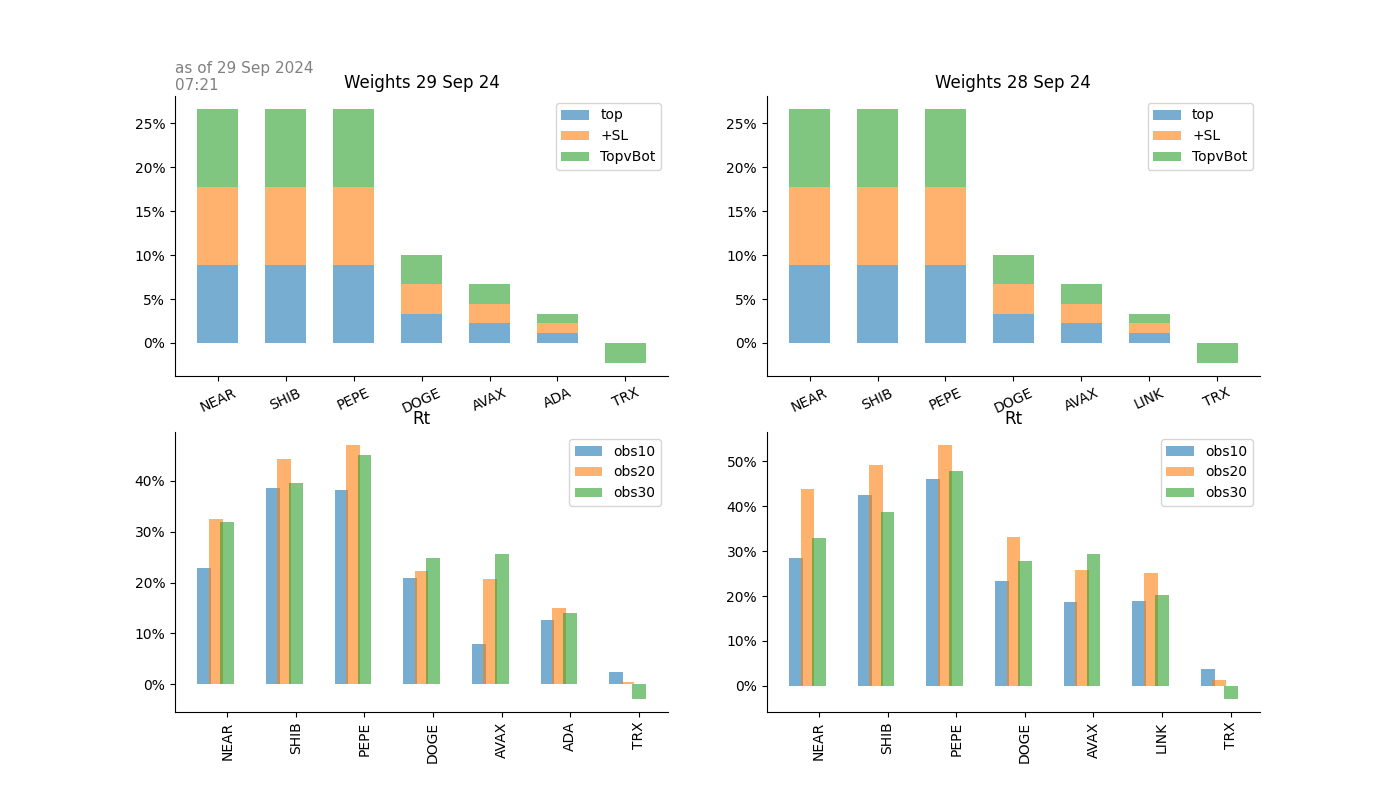 as of 29 Sep 2024
07:21
Weights 29 Sep 24
25%
20%
15%
10%
5%
0%
top
+SL
TopvBot
NEAR
SHIB
PEPE
DOGE
AVAX
ADA
TRX
Weights 28 Sep 24
25%
20%
15%
10%
5%
0%
top
+SL
TopvBot
NEAR
SHIB
PEPE
DOGE
AVAX
LINK
TRX
Rt
40%
30%
20%
10%
0%
obs10
obs20
obs30
NEAR
SHIB
PEPE
DOGE
AVAX
ADA
TRX
Rt
50%
40%
30%
20%
10%
0%
obs10
obs20
obs30
NEAR
SHIB
PEPE
DOGE
AVAX
LINK
TRX